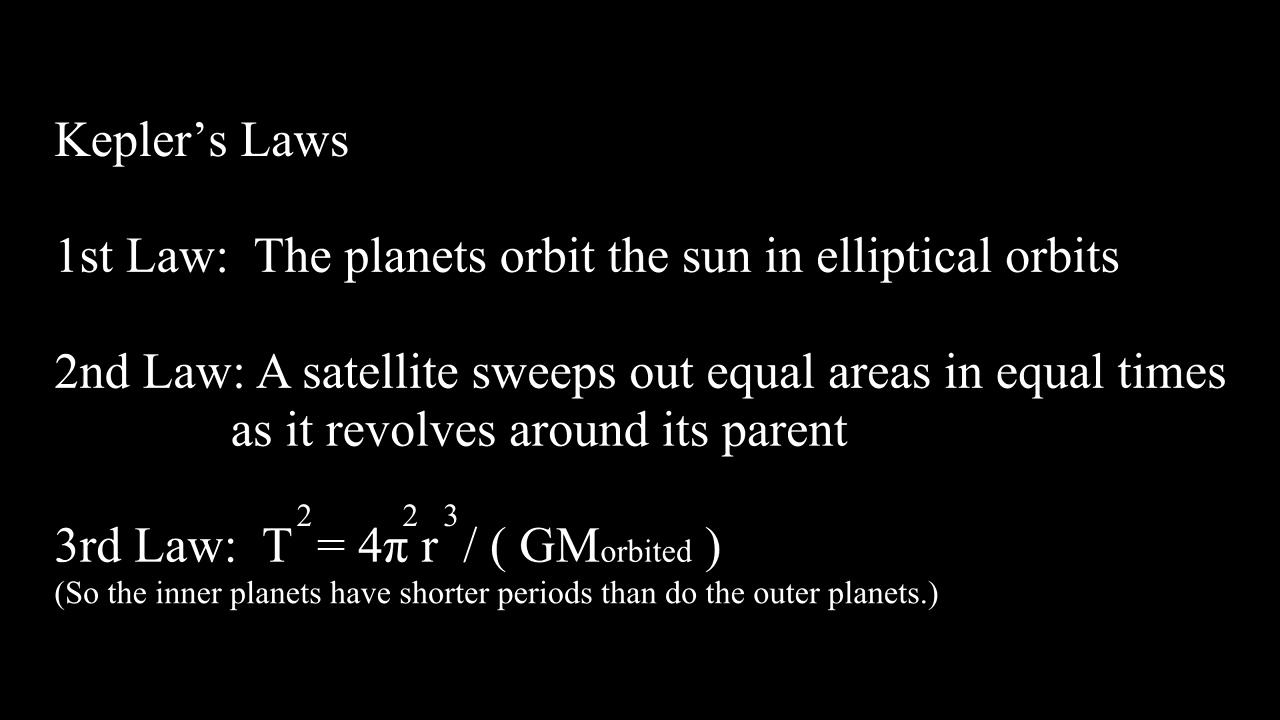 Kepler’s Laws
1st Law:  The planets orbit the sun in elliptical orbits
2nd Law: A satellite sweeps out equal areas in equal times
as it revolves around its parent
3rd Law:  T² = 4π² r³ / ( GMorbited )
(So the inner planets have shorter periods than do the outer planets.)